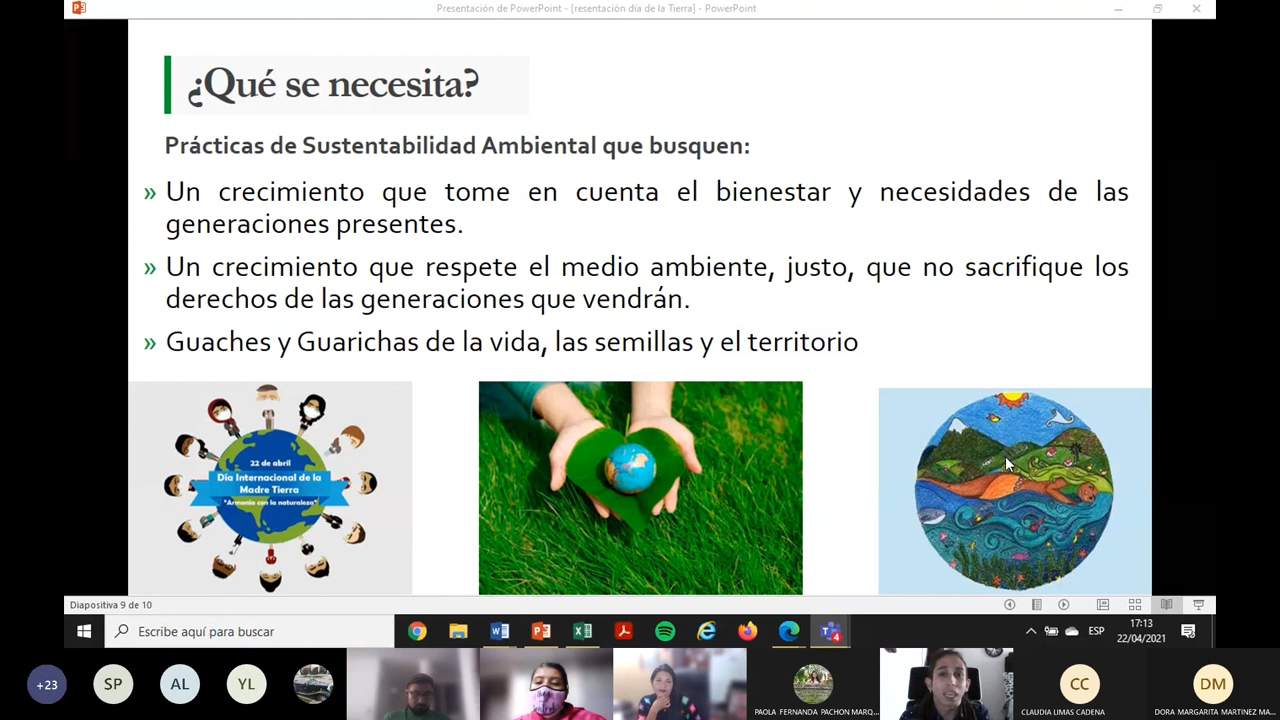 Presentación de PowerPoint - [resentación día de la Tierra] - PowerPoint
¿Qué se necesita?
Prácticas de Sustentabilidad Ambiental que busquen:
» Un crecimiento que tome en cuenta el bienestar y necesidades de las
generaciones presentes.
» Un crecimiento que respete el medio ambiente, justo, que no sacrifique los
derechos de las generaciones que vendrán.
» Guaches y Guarichas de la vida, las semillas y el territorio
22 de abril
Día Internacional de la
Madre Tierra
"Armonía con la naturaleza"
Diapositiva 9 de 10
Escribe aquí para buscar
ESP
17:13
22/04/2021
+23
SP
AL
YL
CC
DM
PAOLA FERNANDA PACHON MARQ...
CLAUDIA LIMAS CADENA
DORA MARGARITA MARTINEZ MA...